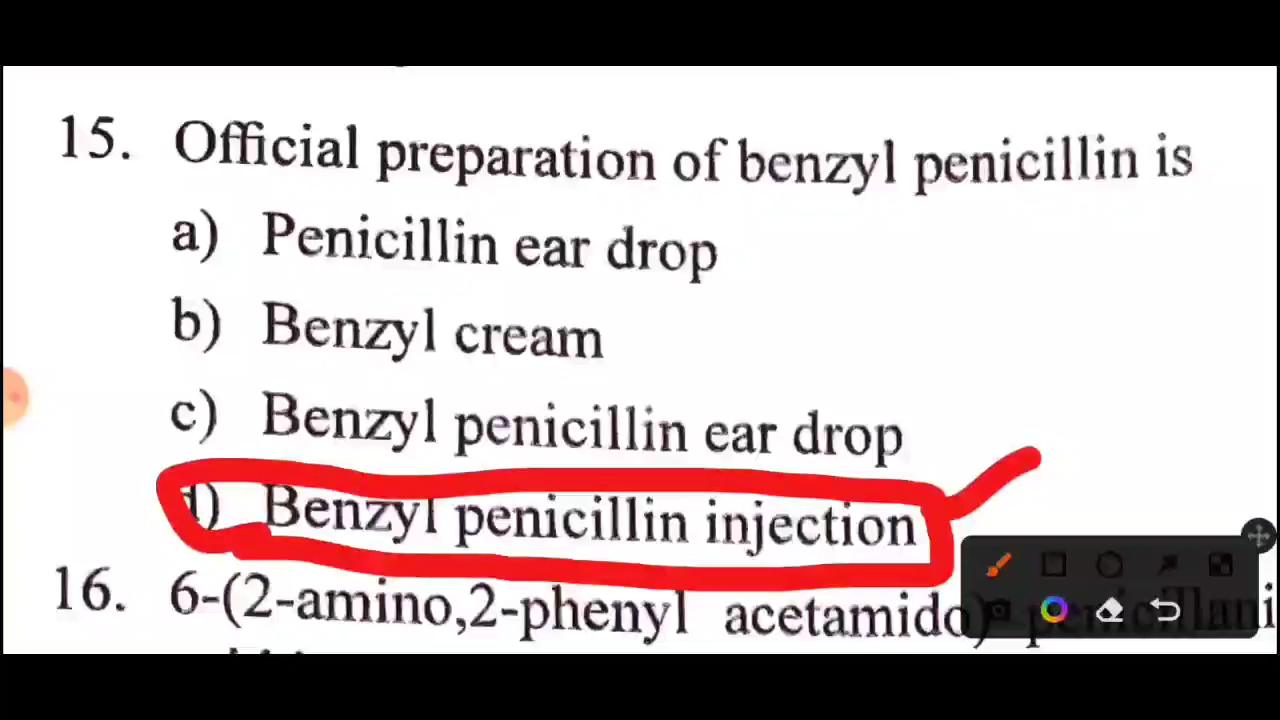 15. Official preparation of benzyl penicillin is
a) Penicillin ear drop
b) Benzyl cream
c) Benzyl penicillin ear drop
d) Benzyl penicillin injection
16. 6-(2-amino,2-phenyl acetamido)